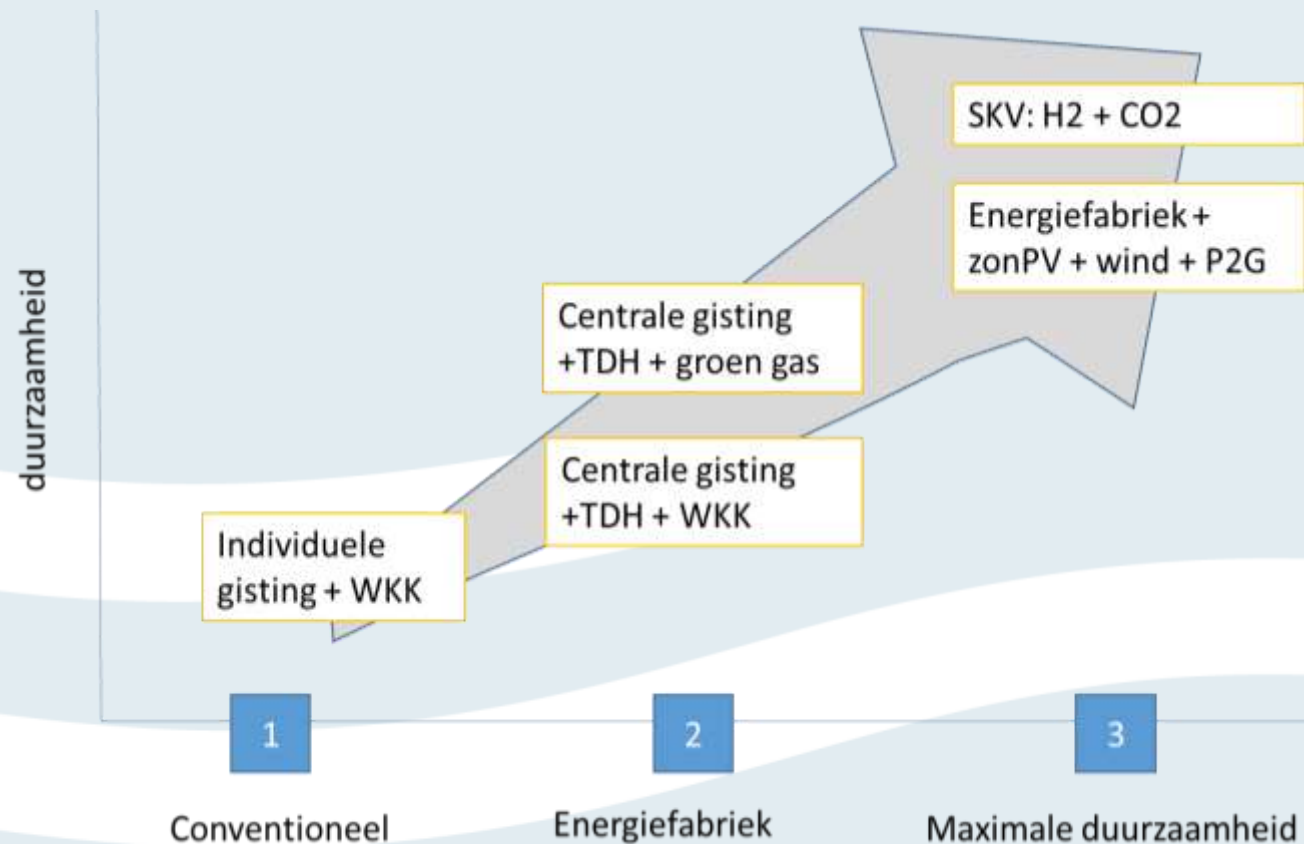 SKV: H2 + CO2
Energiefabriek +
zonPV + wind + P2G
Centrale gisting
+TDH + groen gas
Centrale gisting
+TDH + WKK
Individuele
gisting + WKK
duurzaamheid
1
2
3
Conventioneel
Energiefabriek
Maximale duurzaamheid